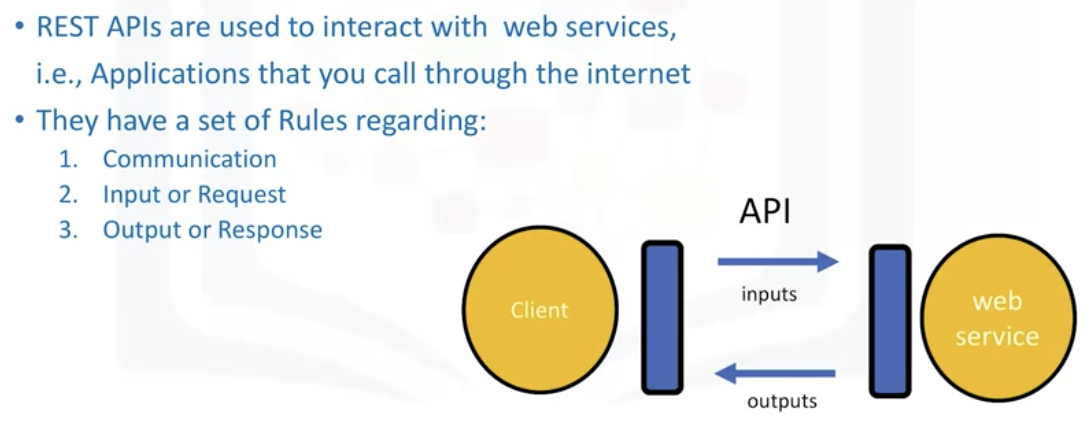 • REST APIs are used to interact with web services,
i.e., Applications that you call through the internet
• They have a set of Rules regarding:
1. Communication
2. Input or Request
3. Output or Response
API
inputs
Client
web
service
outputs